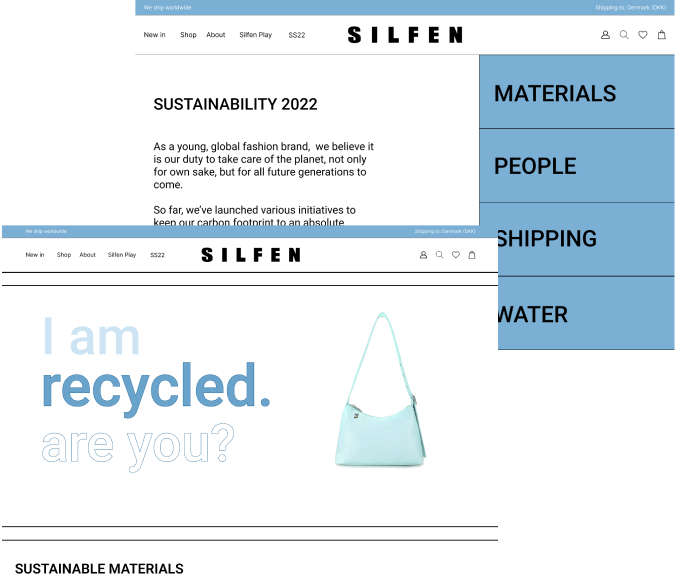 We ship worldwide
Shipping to: Denmark (DKK)
New in Shop About Silfen Play SS22
SILFEN
SUSTAINABILITY 2022
As a young, global fashion brand, we believe it
is our duty to take care of the planet, not only
for own sake, but for all future generations to
come.
So far, we've launched various initiatives to
keep our carbon footprint to an absolute
MATERIALS
PEOPLE
SHIPPING
WATER
We ship worldwide
Shipping to: Denmark (DKK)
New in Shop About Silfen Play SS22
SILFEN
I am
recycled.
are you?
SUSTAINABLE MATERIALS